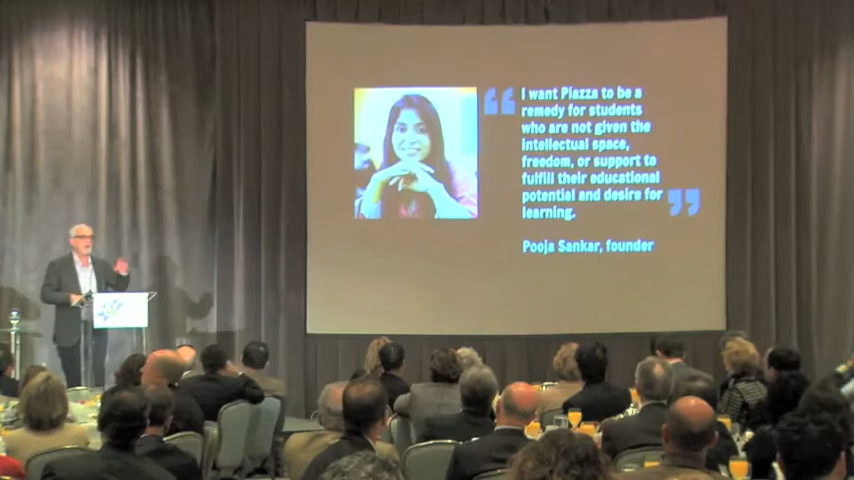 “ I want Piazza to be a
remedy for students
who are not given the
intellectual space,
freedom, or support to
fulfill their educational
potential and desire for ”
learning.
Pooja Sankar, founder